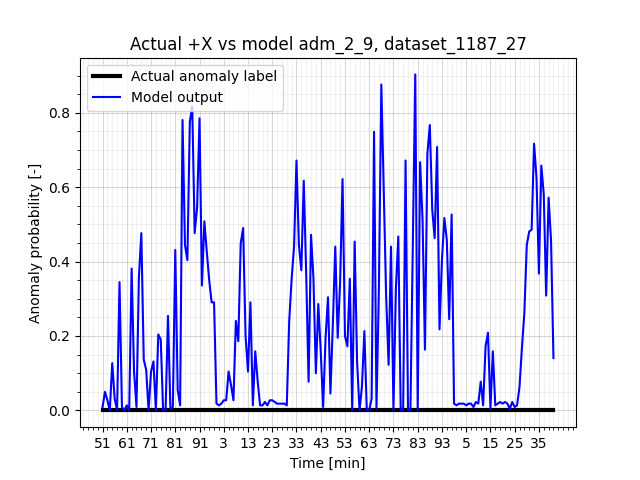 Actual +X vs model adm_2_9, dataset_1187_27
Actual anomaly label
Model output
Anomaly probability [-]
0.8
0.6
0.4
0.2
0.0
51 61 71 81 91 3 13 23 33 43 53 63 73 83 93 5 15 25 35
Time [min]